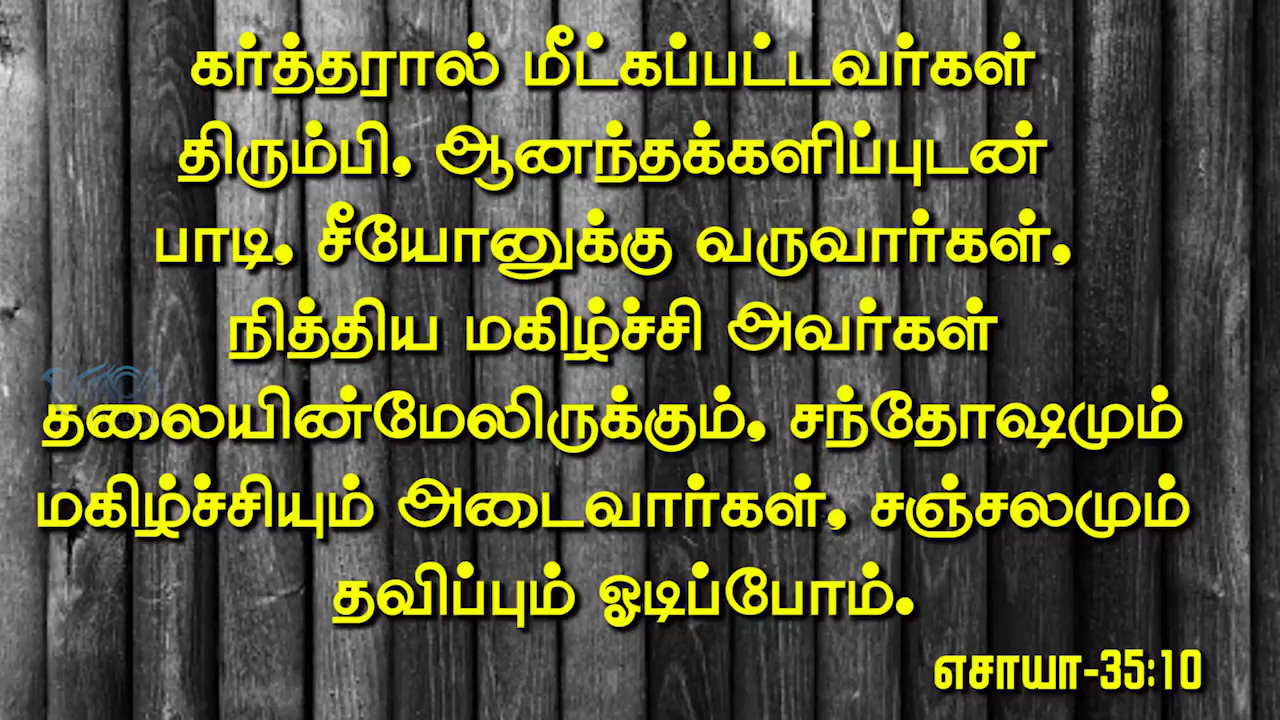 கர்த்தரால் மீட்கப்பட்டவர்கள்
திரும்பி, ஆனந்தக்களிப்புடன்
பாடி, சீயோனுக்கு வருவார்கள்,
நித்திய மகிழ்ச்சி அவர்கள்
தலையின்மேலிருக்கும், சந்தோஷமும்
மகிழ்ச்சியும் அடைவார்கள், சஞ்சலமும்
தவிப்பும் ஓடிப்போம்.
எசாயா-35:10